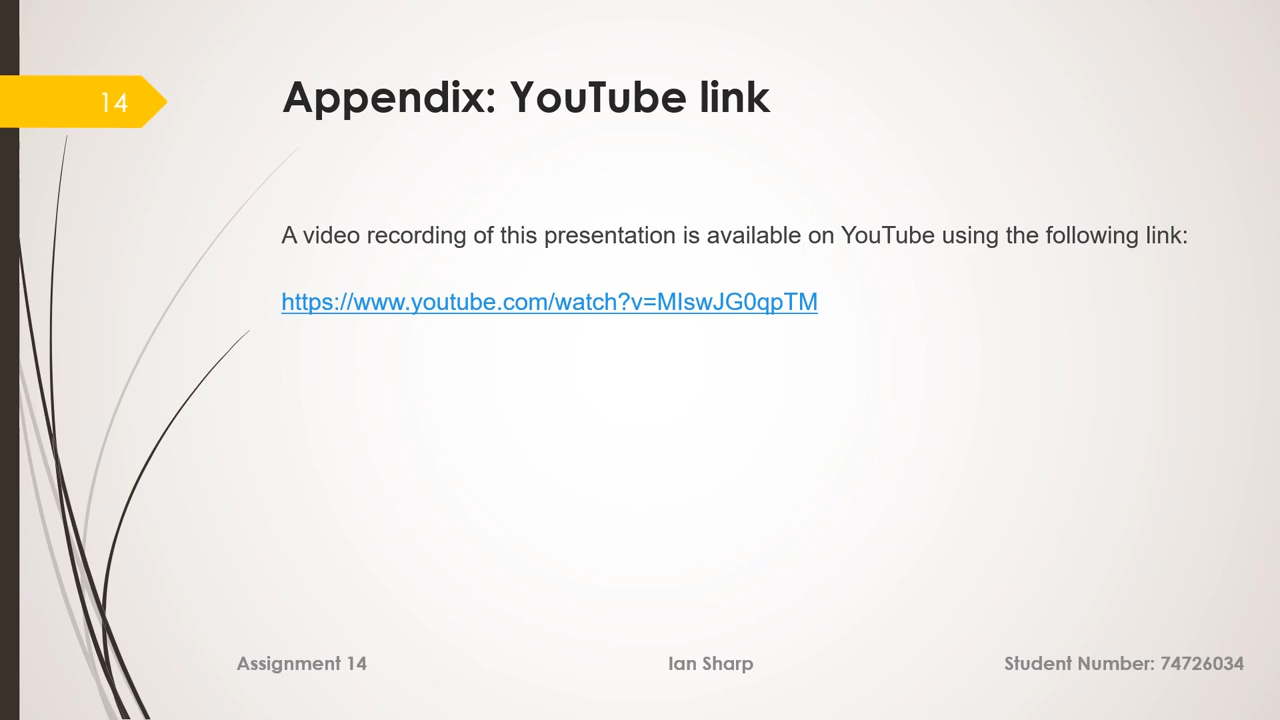 14
Appendix: YouTube link
A video recording of this presentation is available on YouTube using the following link:
https://www.youtube.com/watch?v=MIswJG0qpTM
Assignment 14
Ian Sharp
Student Number: 74726034